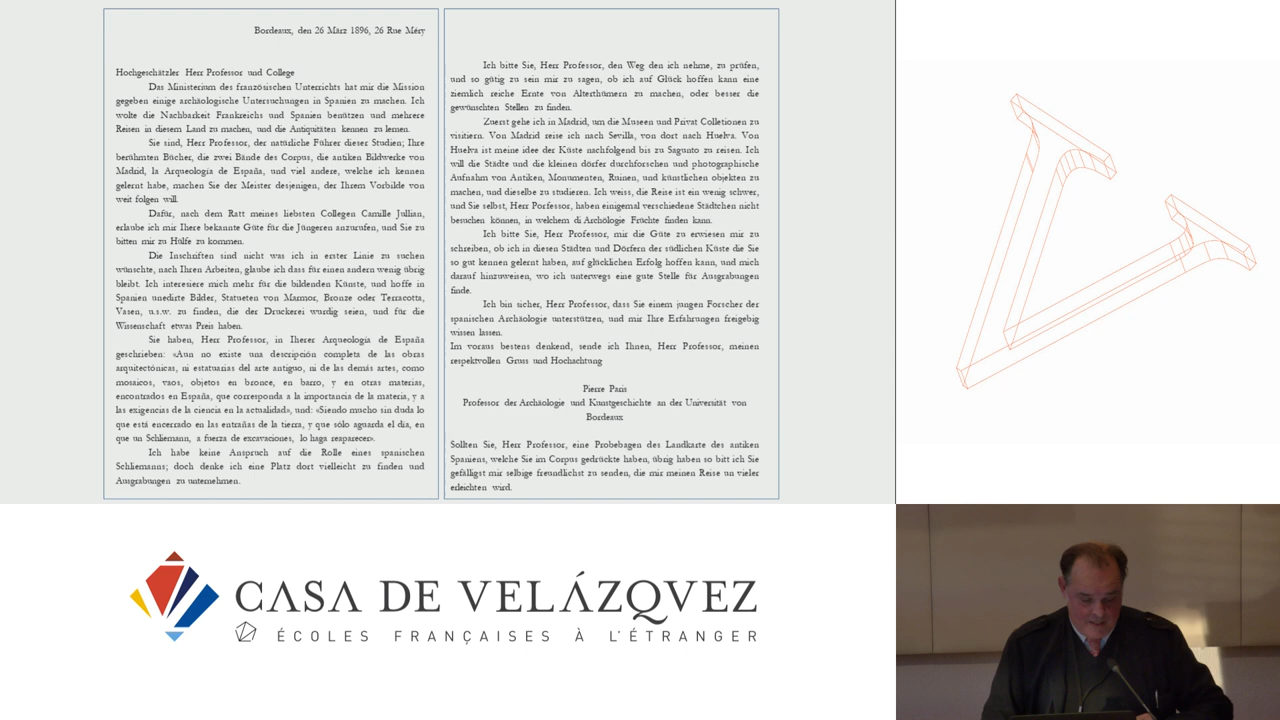 Bordeaux, den 26 März 1896, 26 Rue Méry
Hochgeschätzler Herr Professor und College
Das Ministerium des französischen Unterrichts hat mir die Mission
gegeben einige archäologische Untersuchungen in Spanien zu machen. Ich
wolte die Nachbarkeit Frankreichs und Spanien benützen und mehrere
Reisen in diesem Land zu machen, und die Antiquitäten kennen zu lernen.
Sie sind, Herr Professor, der natürliche Führer dieser Studien; Ihre
berühmten Bücher, die zwei Bände des Corpus, die antiken Bildwerke von
Madrid, la Arqueología de España, und viel andere, welche ich kennen
gelernt habe, machen Sie der Meister desjenigen, der Ihrem Vorbilde von
weit folgen will.
Dafür, nach dem Ratt meines liebsten Collegen Camille Jullian,
erlaube ich mir Ihere bekannte Güte für die Jüngeren anzurufen, und Sie zu
bitten mir zu Hülfe zu kommen.
Die Inschriften sind nicht was ich in erster Linie zu suchen
wünschte, nach Ihren Arbeiten, glaube ich dass für einen andern wenig übrig
bleibt. Ich interesiere mich mehr für die bildenden Künste, und hoffe in
Spanien unedirte Bilder, Statueten von Marmor, Bronze oder Terracotta,
Vasen, u.s.w. zu finden, die der Druckerei wurdig seien, und für die
Wissenschaft etwas Preis haben.
Sie haben, Herr Professor, in Iherer Arqueología de España
geschrieben: «Aun no existe una descripción completa de las obras
arquitectónicas, ni estatuarias del arte antiguo, ni de las demás artes, como
mosaicos, vaos, objetos en bronce, en barro, y en otras materias,
encontrados en España, que corresponda a la importancia de la materia, y a
las exigencias de la ciencia en la actualidad», und: «Siendo mucho sin duda lo
que está encerrado en las entrañas de la tierra, y que sólo aguarda el día, en
que un Schliemann, a fuerza de excavaciones, lo haga reaparecer».
Ich habe keine Anspruch auf die Rolle eines spanischen
Schliemanns; doch denke ich eine Platz dort vielleicht zu finden und
Ausgrabungen zu unternehmen.
Ich bitte Sie, Herr Professor, den Weg den ich nehme, zu prüfen,
und so gütig zu sein mir zu sagen, ob ich auf Glück hoffen kann eine
ziemlich reiche Ernte von Alterthümern zu machen, oder besser die
gewünschten Stellen zu finden.
Zuerst gehe ich in Madrid, um die Museen und Privat Colletionen zu
visitiern. Von Madrid reise ich nach Sevilla, von dort nach Huelva. Von
Huelva ist meine idee der Küste nachfolgend bis zu Sagunto zu reisen. Ich
will die Städte und die kleinen dörfer durchforschen und photographische
Aufnahm von Antiken, Monumenten, Ruinen, und künstlichen objekten zu
machen, und dieselbe zu studieren. Ich weiss, die Reise ist ein wenig schwer,
und Sie selbst, Herr Porfessor, haben einigemal verschiedene Städtchen nicht
besuchen können, in welchem di Archölogie Früchte finden kann.
Ich bitte Sie, Herr Professor, mir die Güte zu erwiesen mir zu
schreiben, ob ich in diesen Städten und Dörfern der südlichen Küste die Sie
so gut kennen gelernt haben, auf glücklichen Erfolg hoffen kann, und mich
darauf hinzuweisen, wo ich unterwegs eine gute Stelle für Ausgrabungen
finde.
Ich bin sicher, Herr Professor, dass Sie einem jungen Forscher der
spanischen Archäologie unterstützen, und mir Ihre Erfahrungen freigebig
wissen lassen.
Im voraus bestens denkend, sende ich Ihnen, Herr Professor, meinen
respektvollen Gruss und Hochachtung
Pierre Paris
Professor der Archäologie und Kunstgeschichte an der Universität von
Bordeaux
Sollten Sie, Herr Professor, eine Probebagen des Landkarte des antiken
Spaniens, welche Sie im Corpus gedrückte haben, übrig haben so bitt ich Sie
gefälligst mir selbige freundlichst zu senden, die mir meinen Reise un vieler
erleichten wird.
CASA DE VELÁZQVEZ
ÉCOLES FRANÇAISES À L'ÉTRANGER